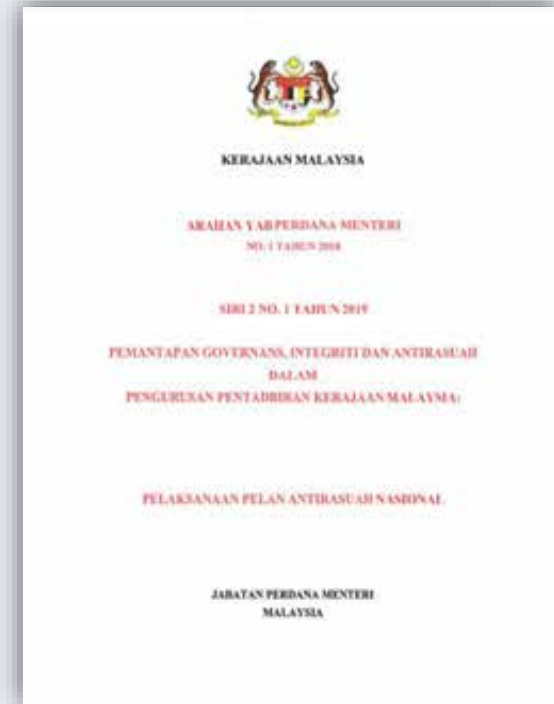 KERAJAAN MALAYSIA
ARAHAN YAB PERDANA MENTERI
NO. 1 TAHUN 2018
SIRI 2 NO. 1 TAHUN 2019
PEMANTAPAN GOVERNANS, INTEGRITI DAN ANTIRASUAH
DALAM
PENGURUSAN PENTADBIRAN KERAJAAN MALAYSIA:
PELAKSANAAN PELAN ANTIRASUAH NASIONAL
JABATAN PERDANA MENTERI
MALAYSIA